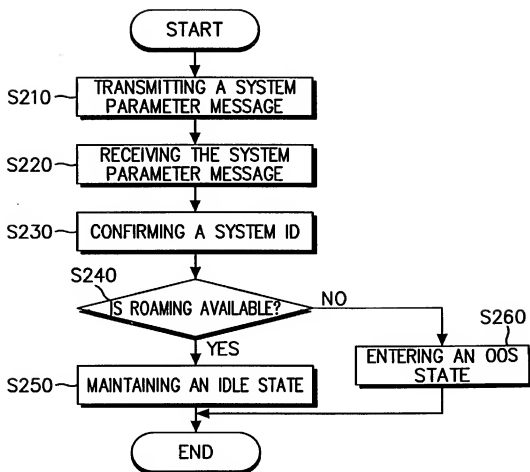 START
S210
TRANSMITTING A SYSTEM
PARAMETER MESSAGE
S220
RECEIVING THE SYSTEM
PARAMETER MESSAGE
S230
CONFIRMING A SYSTEM ID
S240
IS ROAMING AVAILABLE?
NO
YES
S260
ENTERING AN OOS
STATE
S250
MAINTAINING AN IDLE STATE
END